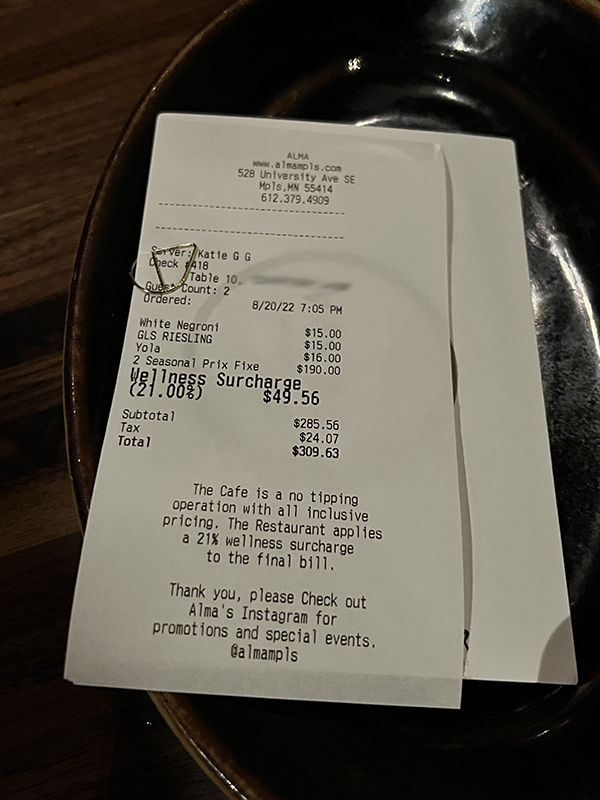 ALMA
www.almampls.com
528 University Ave SE
Mpls,MN 55414
612.379.4909
Server: Katie G G
Check #418
Table 10,
Guest Count: 2
Ordered: 8/20/22 7:05 PM
White Negroni $15.00
GLS RIESLING $15.00
Yola $16.00
2 Seasonal Prix Fixe $190.00
Wellness Surcharge
(21.00%) $49.56
Subtotal $285.56
Tax $24.07
Total $309.63
The Cafe is a no tipping
operation with all inclusive
pricing. The Restaurant applies
a 21% wellness surcharge
to the final bill.
Thank you, please Check out
Alma's Instagram for
promotions and special events.
@almampls